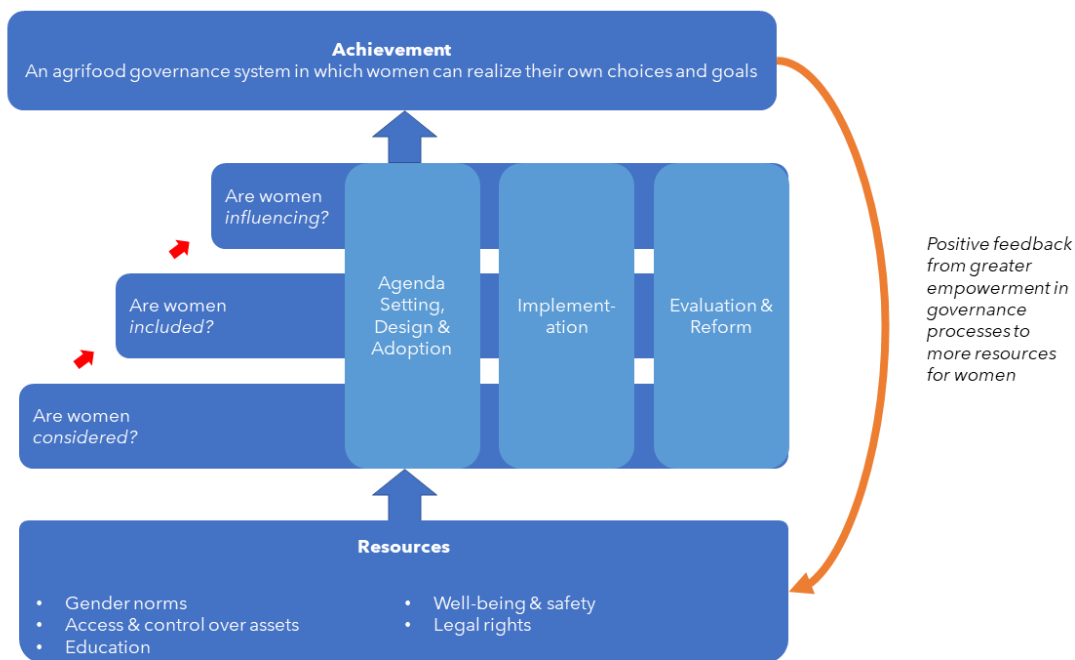 Achievement
An agrifood governance system in which women can realize their own choices and goals
Are women
influencing?
Are women
included?
Are women
considered?
Agenda
Setting,
Design &
Adoption
Implement-
ation
Evaluation &
Reform
Positive feedback
from greater
empowerment in
governance
processes to
more resources
for women
Resources
• Gender norms
• Access & control over assets
• Education
• Well-being & safety
• Legal rights